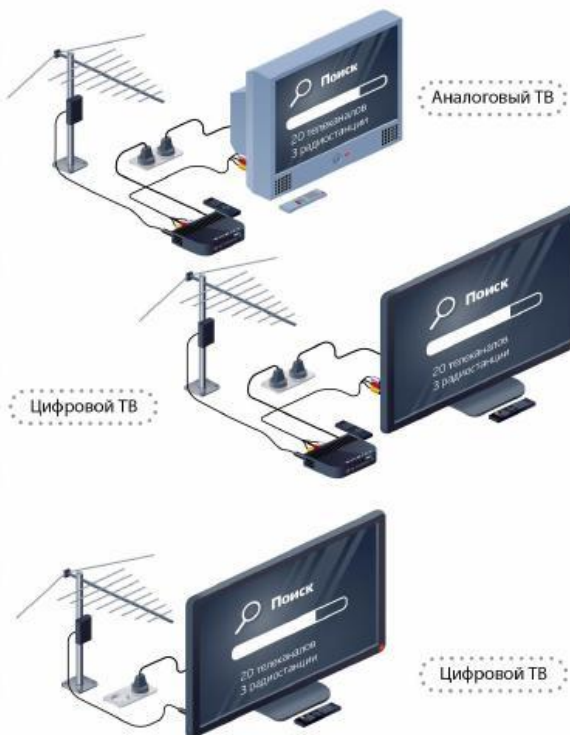 Поиск
20 телеканалов
3 радиостанции
Аналоговый ТВ
Поиск
20 телеканалов
3 радиостанции
Цифровой ТВ
Поиск
20 телеканалов
3 радиостанции
Цифровой ТВ